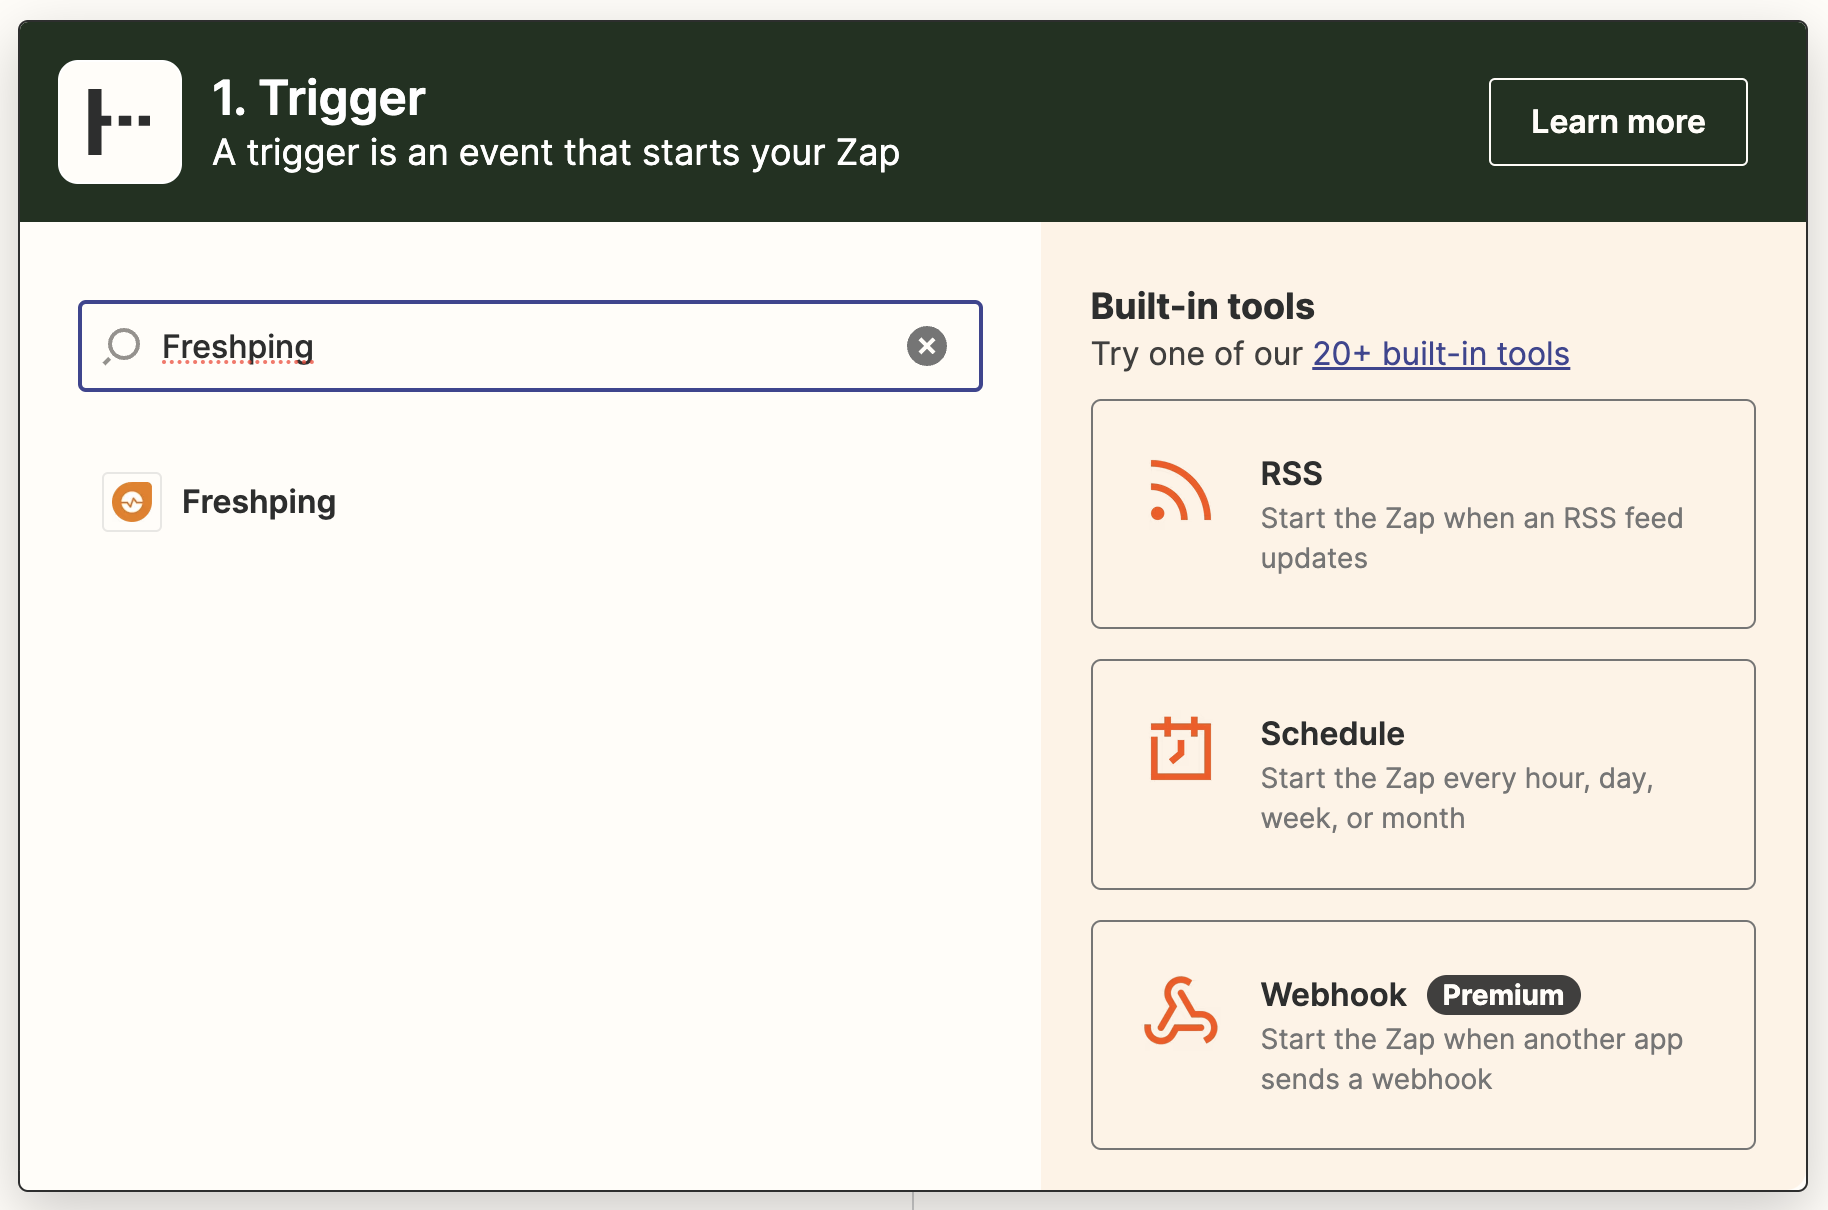 1. Trigger
A trigger is an event that starts your Zap
Learn more
Freshping
Freshping
Built-in tools
Try one of our 20+ built-in tools
RSS
Start the Zap when an RSS feed
updates
Schedule
Start the Zap every hour, day,
week, or month
Webhook Premium
Start the Zap when another app
sends a webhook